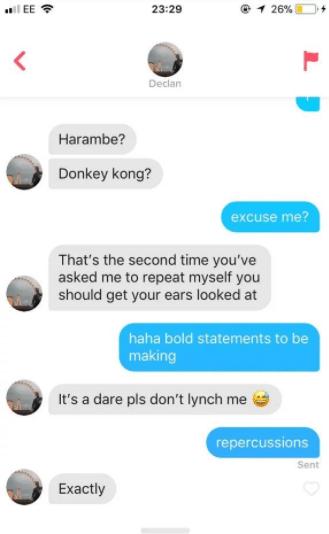 EE 23:29 26%
Declan
Harambe?
Donkey kong?
excuse me?
That's the second time you've
asked me to repeat myself you
should get your ears looked at
haha bold statements to be
making
It's a dare pls don't lynch me 😅
repercussions
Sent
Exactly